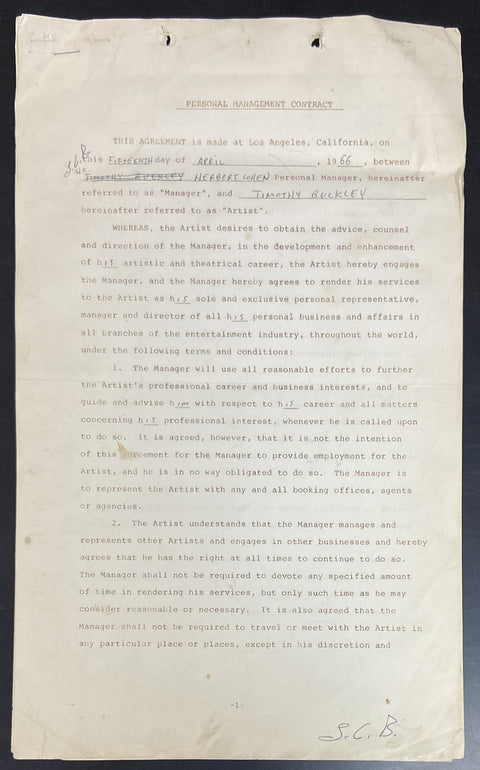 PERSONAL MANAGEMENT CONTRACT
THIS AGREEMENT is made at Los Angeles, California, on
this FIFTEENTH day of APRIL, 1966, between
TIMOTHY BUCKLEY HERBERT COHEN Personal Manager, hereinafter
referred to as "Manager", and TIMOTHY BUCKLEY
hereinafter referred to as "Artist".
WHEREAS, the Artist desires to obtain the advice, counsel
and direction of the Manager, in the development and enhancement
of his artistic and theatrical career, the Artist hereby engages
the Manager, and the Manager hereby agrees to render his services
to the Artist as his sole and exclusive personal representative,
manager and director of all his personal business and affairs in
all branches of the entertainment industry, throughout the world,
under the following terms and conditions:
1. The Manager will use all reasonable efforts to further
the Artist's professional career and business interests, and to
guide and advise him with respect to his career and all matters
concerning his professional interest, whenever he is called upon
to do so. It is agreed, however, that it is not the intention
of this Agreement for the Manager to provide employment for the
Artist, and he is in no way obligated to do so. The Manager is
to represent the Artist with any and all booking offices, agents
or agencies.
2. The Artist understands that the Manager manages and
represents other Artists and engages in other businesses and hereby
agrees that he has the right at all times to continue to do so.
The Manager shall not be required to devote any specified amount
of time in rendering his services, but only such time as he may
consider reasonable or necessary. It is also agreed that the
Manager shall not be required to travel or meet with the Artist in
any particular place or places, except in his discretion and
-1-
J.C.B.